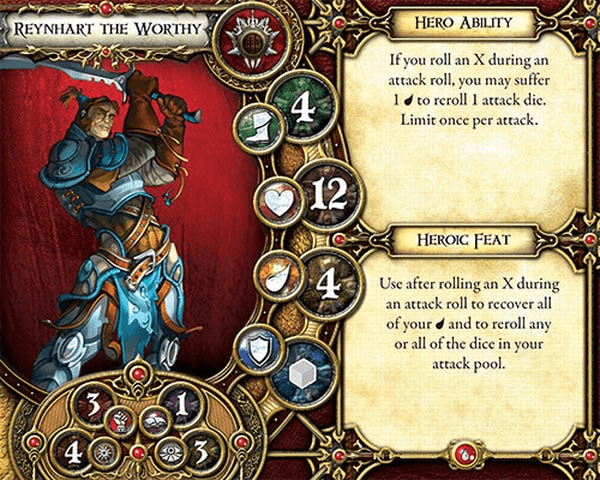 Reynhart the Worthy
4
12
4
3
1
4
3
Hero Ability
If you roll an X during an
attack roll, you may suffer
1 to reroll 1 attack die.
Limit once per attack.
Heroic Feat
Use after rolling an X during
an attack roll to recover all
of your and to reroll any
or all of the dice in your
attack pool.